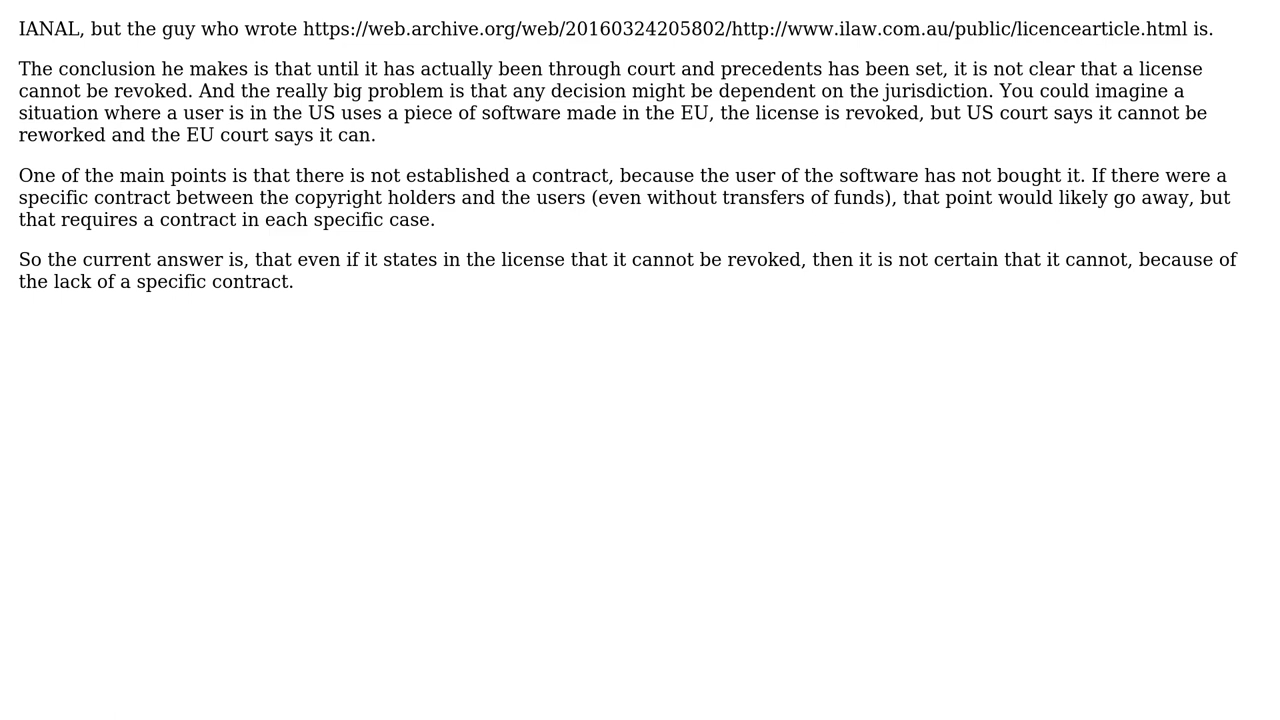 IANAL, but the guy who wrote https://web.archive.org/web/20160324205802/http://www.ilaw.com.au/public/licencearticle.html is.
The conclusion he makes is that until it has actually been through court and precedents has been set, it is not clear that a license
cannot be revoked. And the really big problem is that any decision might be dependent on the jurisdiction. You could imagine a
situation where a user is in the US uses a piece of software made in the EU, the license is revoked, but US court says it cannot be
reworked and the EU court says it can.
One of the main points is that there is not established a contract, because the user of the software has not bought it. If there were a
specific contract between the copyright holders and the users (even without transfers of funds), that point would likely go away, but
that requires a contract in each specific case.
So the current answer is, that even if it states in the license that it cannot be revoked, then it is not certain that it cannot, because of
the lack of a specific contract.